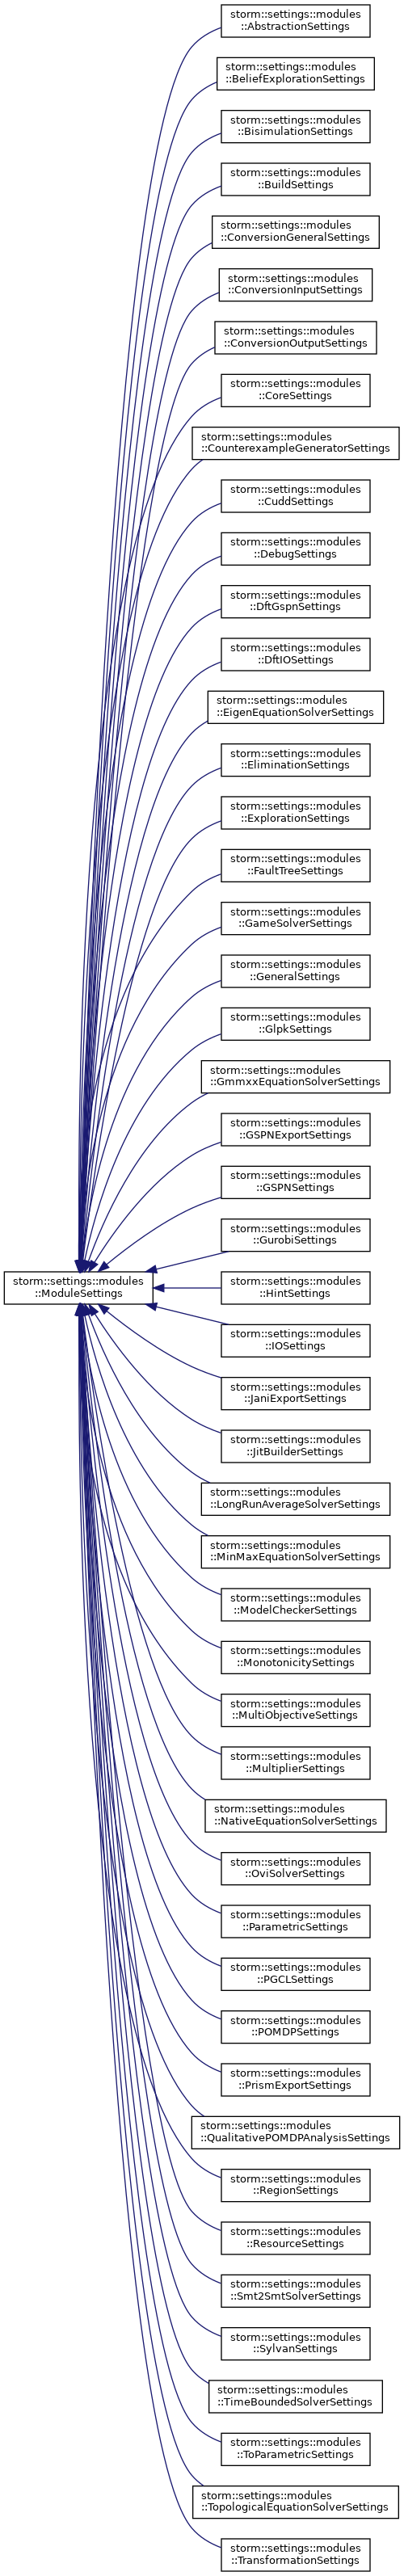 storm::settings::modules
::AbstractionSettings
storm::settings::modules
::BeliefExplorationSettings
storm::settings::modules
::BisimulationSettings
storm::settings::modules
::BuildSettings
storm::settings::modules
::ConversionGeneralSettings
storm::settings::modules
::ConversionInputSettings
storm::settings::modules
::ConversionOutputSettings
storm::settings::modules
::CoreSettings
storm::settings::modules
::CounterexampleGeneratorSettings
storm::settings::modules
::CuddSettings
storm::settings::modules
::DebugSettings
storm::settings::modules
::DftGspnSettings
storm::settings::modules
::DftIOSettings
storm::settings::modules
::EigenEquationSolverSettings
storm::settings::modules
::EliminationSettings
storm::settings::modules
::ExplorationSettings
storm::settings::modules
::FaultTreeSettings
storm::settings::modules
::GameSolverSettings
storm::settings::modules
::GeneralSettings
storm::settings::modules
::GlpkSettings
storm::settings::modules
::GmmxxEquationSolverSettings
storm::settings::modules
::GSPNExportSettings
storm::settings::modules
::GSPNSettings
storm::settings::modules
::GurobiSettings
storm::settings::modules
::ModuleSettings
storm::settings::modules
::HintSettings
storm::settings::modules
::IOSettings
storm::settings::modules
::JaniExportSettings
storm::settings::modules
::JitBuilderSettings
storm::settings::modules
::LongRunAverageSolverSettings
storm::settings::modules
::MinMaxEquationSolverSettings
storm::settings::modules
::ModelCheckerSettings
storm::settings::modules
::MonotonicitySettings
storm::settings::modules
::MultiObjectiveSettings
storm::settings::modules
::MultiplierSettings
storm::settings::modules
::NativeEquationSolverSettings
storm::settings::modules
::OviSolverSettings
storm::settings::modules
::ParametricSettings
storm::settings::modules
::PGCLSettings
storm::settings::modules
::POMDPSettings
storm::settings::modules
::PrismExportSettings
storm::settings::modules
::QualitativePOMDPAnalysisSettings
storm::settings::modules
::RegionSettings
storm::settings::modules
::ResourceSettings
storm::settings::modules
::Smt2SmtSolverSettings
storm::settings::modules
::SylvanSettings
storm::settings::modules
::TimeBoundedSolverSettings
storm::settings::modules
::ToParametricSettings
storm::settings::modules
::TopologicalEquationSolverSettings
storm::settings::modules
::TransformationSettings